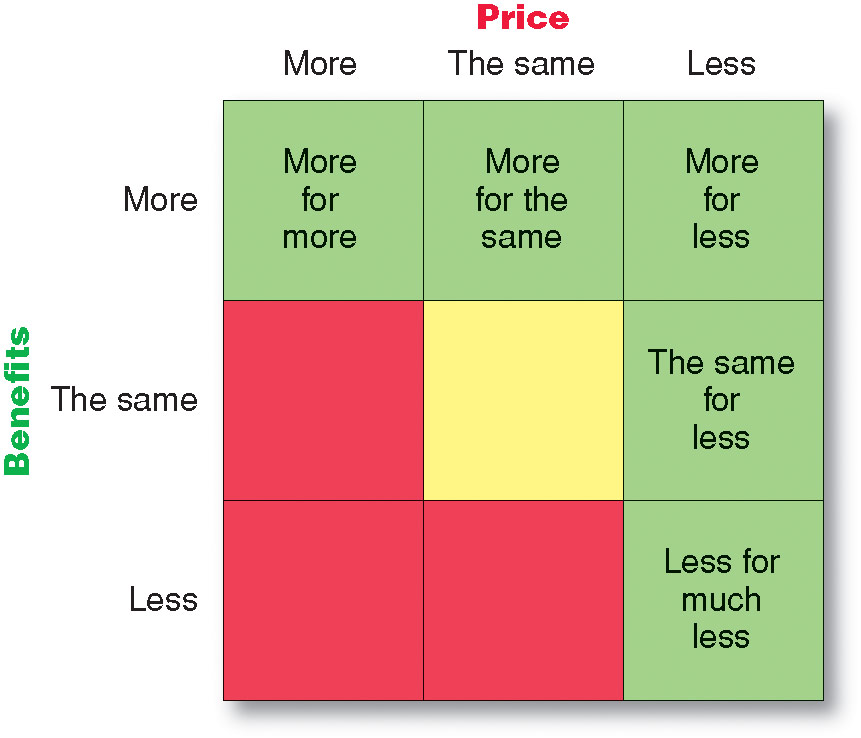 Price
More The same Less
More
More
for
more
More
for the
same
More
for
less
Benefits
The same
The same
for
less
Less
Less for
much
less